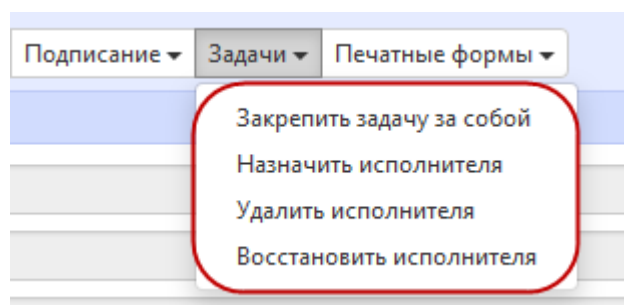 Подписание Задачи Печатные формы
Закрепить задачу за собой
Назначить исполнителя
Удалить исполнителя
Восстановить исполнителя